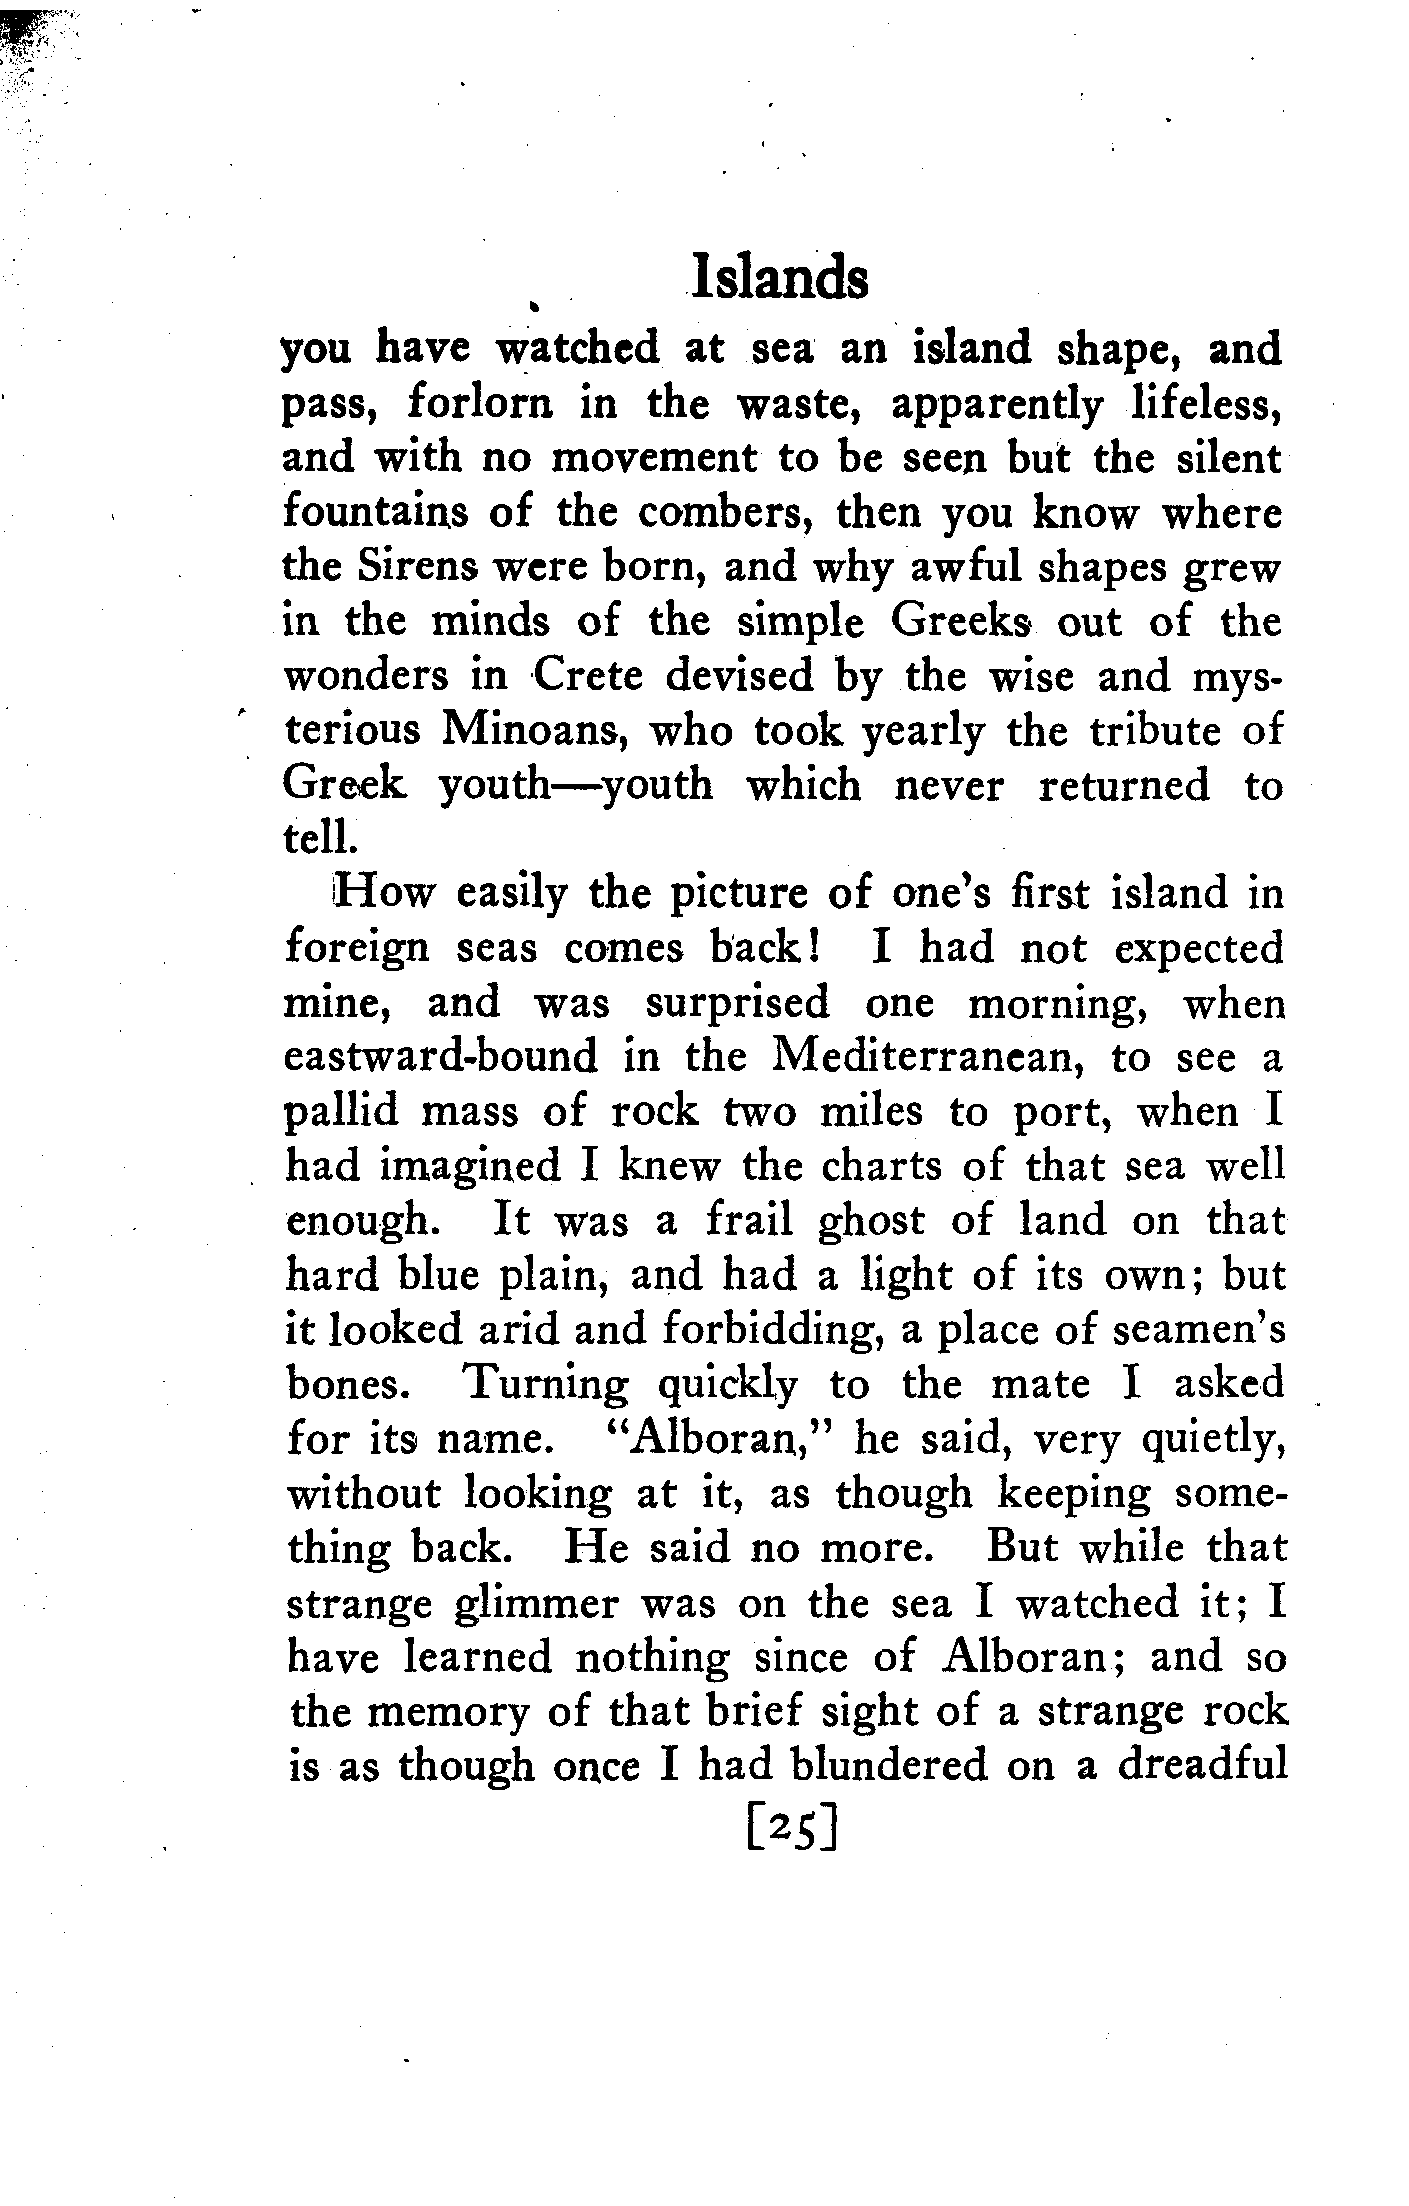 Islands
you have watched at sea an island shape, and
pass, forlorn in the waste, apparently lifeless,
and with no movement to be seen but the silent
fountains of the combers, then you know where
the Sirens were born, and why awful shapes grew
in the minds of the simple Greeks out of the
wonders in Crete devised by the wise and mys-
terious Minoans, who took yearly the tribute of
Greek youth—youth which never returned to
tell.
How easily the picture of one's first island in
foreign seas comes back! I had not expected
mine, and was surprised one morning, when
eastward-bound in the Mediterranean, to see a
pallid mass of rock two miles to port, when I
had imagined I knew the charts of that sea well
enough. It was a frail ghost of land on that
hard blue plain, and had a light of its own; but
it looked arid and forbidding, a place of seamen's
bones. Turning quickly to the mate I asked
for its name. "Alboran," he said, very quietly,
without looking at it, as though keeping some-
thing back. He said no more. But while that
strange glimmer was on the sea I watched it; I
have learned nothing since of Alboran; and so
the memory of that brief sight of a strange rock
is as though once I had blundered on a dreadful
[25]